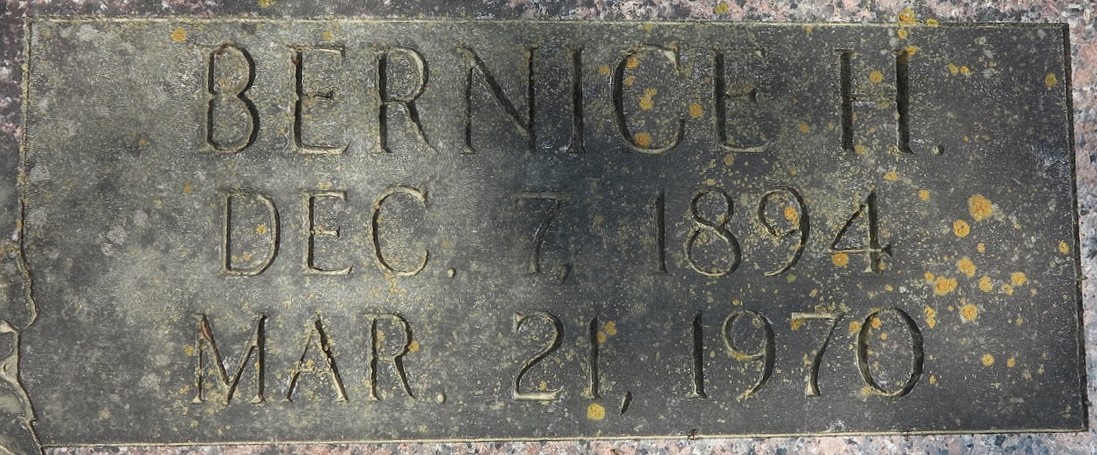 BERNICE H.
DEC. 7, 1894
MAR. 21, 1970